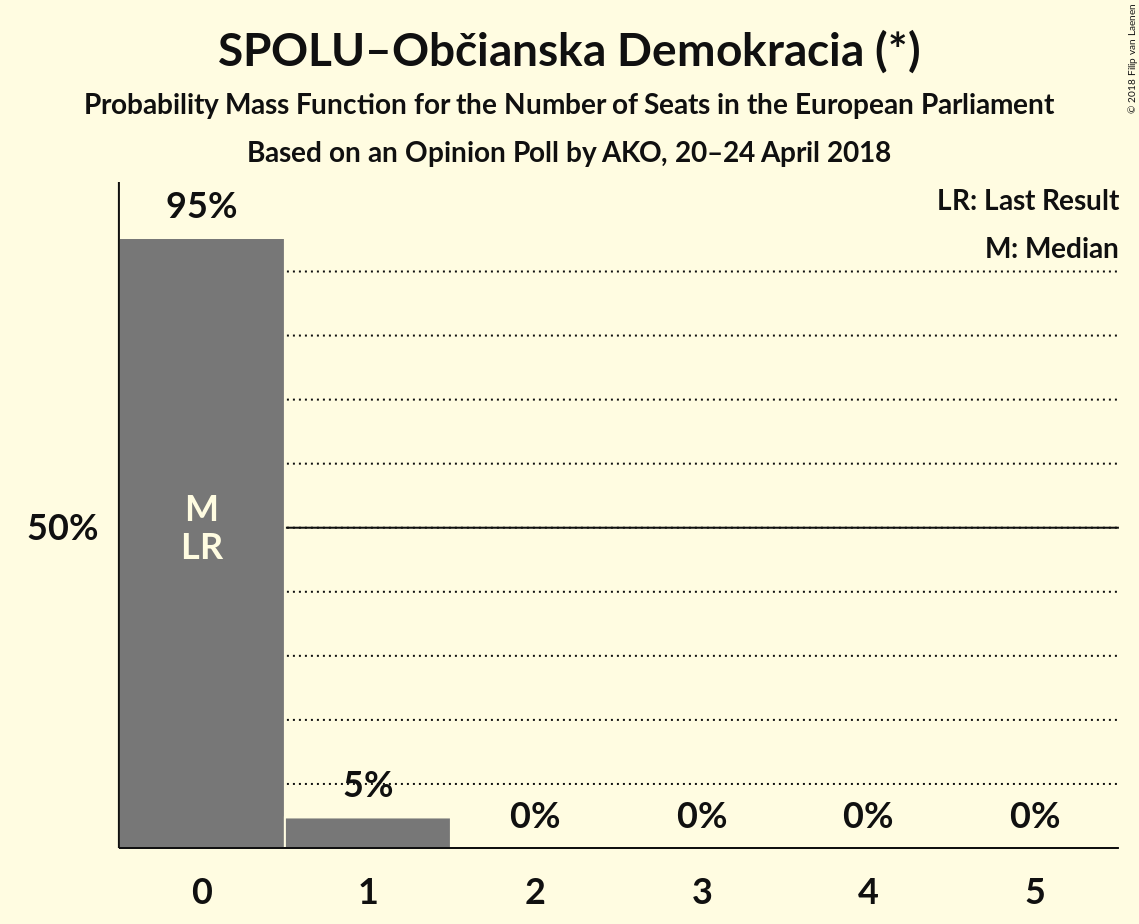 SPOLU–Občianska Demokracia (*)
Probability Mass Function for the Number of Seats in the European Parliament
Based on an Opinion Poll by AKO, 20–24 April 2018
© 2018 Filip van Laenen
LR: Last Result
M: Median
95%
M
LR
50%
5%
0%
0%
0%
0%
0
1
2
3
4
5